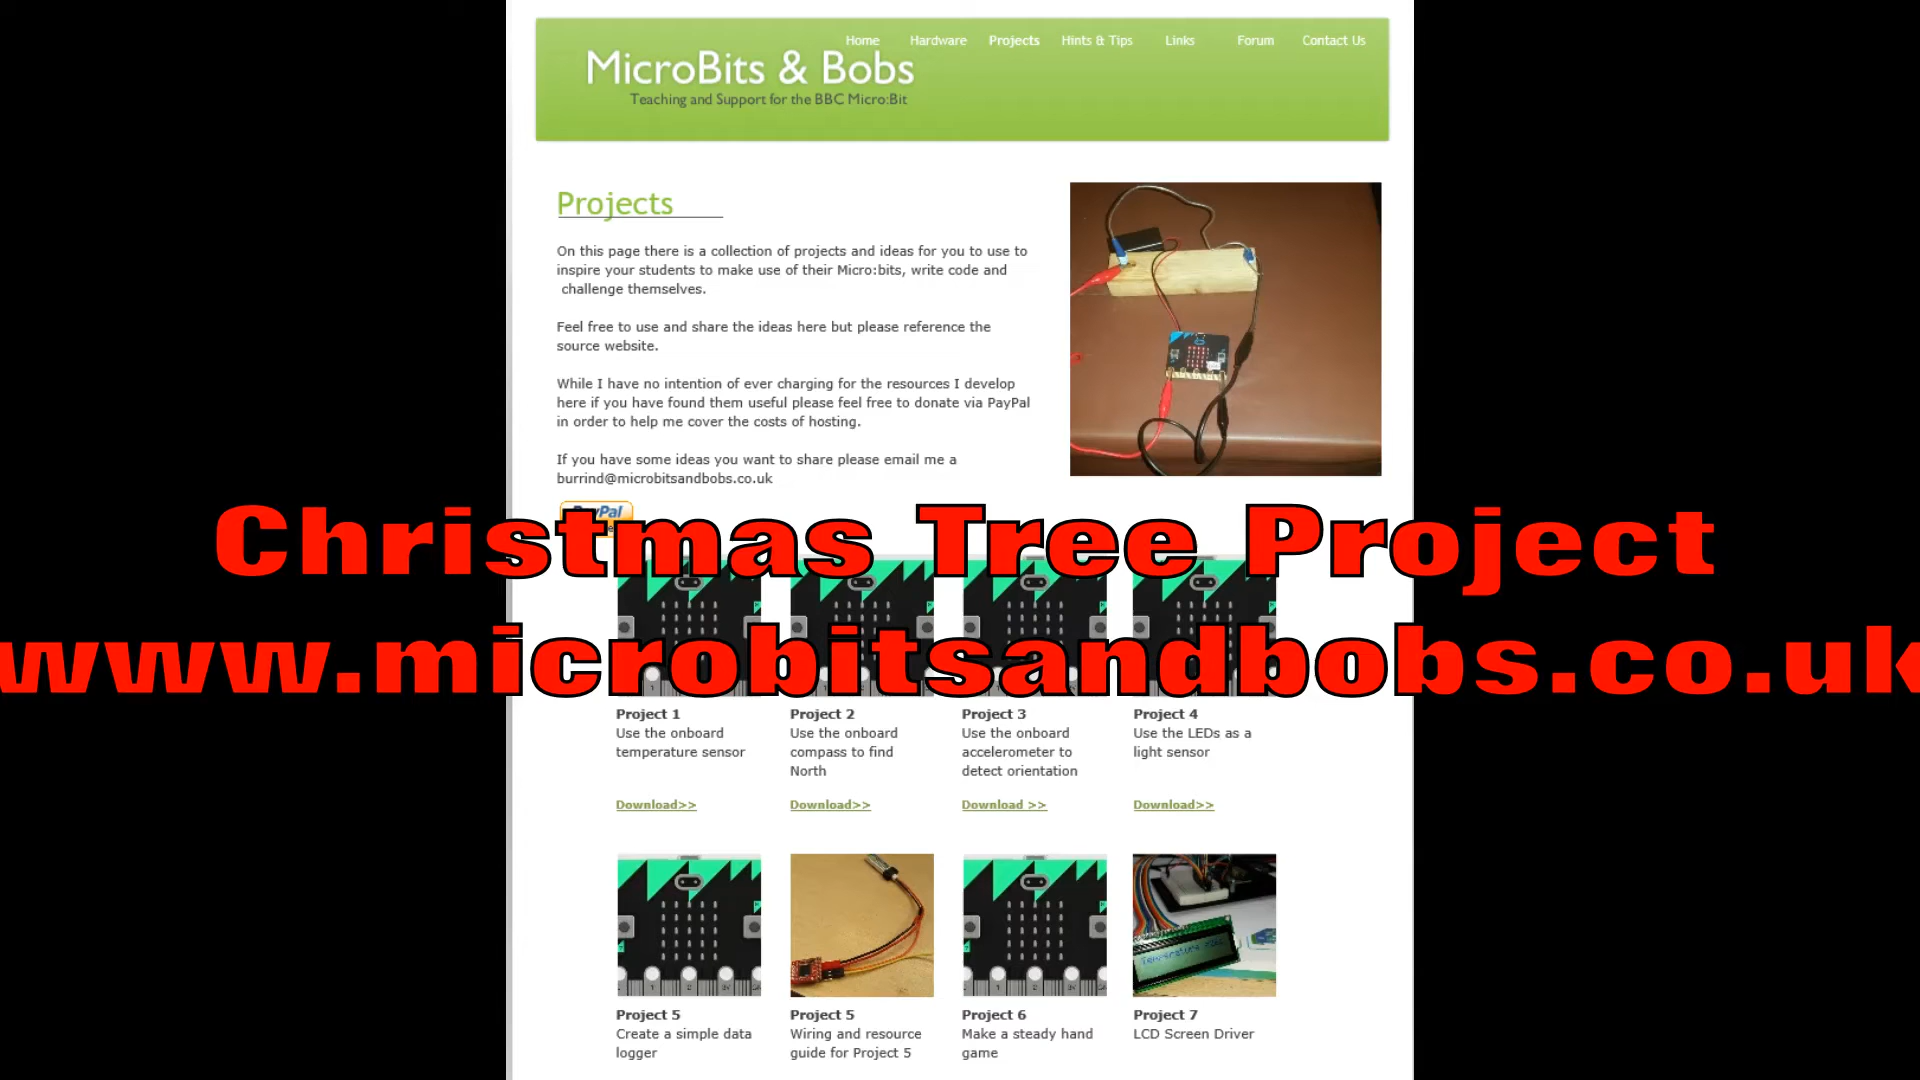 Home Hardware Projects Hints & Tips Links Forum Contact Us
MicroBits & Bobs
Teaching and Support for the BBC Micro:Bit
Projects
On this page there is a collection of projects and ideas for you to use to
inspire your students to make use of their Micro:bits, write code and
challenge themselves.
Feel free to use and share the ideas here but please reference the
source website.
While I have no intention of ever charging for the resources I develop
here if you have found them useful please feel free to donate via PayPal
in order to help me cover the costs of hosting.
If you have some ideas you want to share please email me a
burrind@microbitsandbobs.co.uk
PayPal
Christmas Tree Project
www.microbitsandbobs.co.uk
Project 1
Use the onboard
temperature sensor
Download>>
Project 2
Use the onboard
compass to find
North
Download>>
Project 3
Use the onboard
accelerometer to
detect orientation
Download >>
Project 4
Use the LEDs as a
light sensor
Download>>
Project 5
Create a simple data
logger
Project 5
Wiring and resource
guide for Project 5
Project 6
Make a steady hand
game
Project 7
LCD Screen Driver